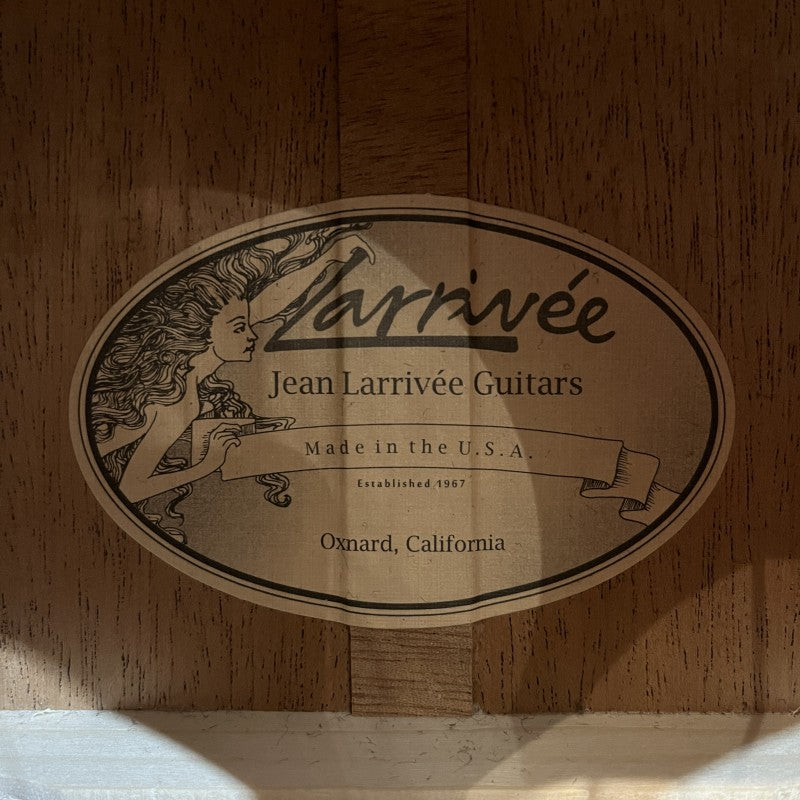 Larrivée
Jean Larrivée Guitars
Made in the U.S.A.
Established 1967
Oxnard, California